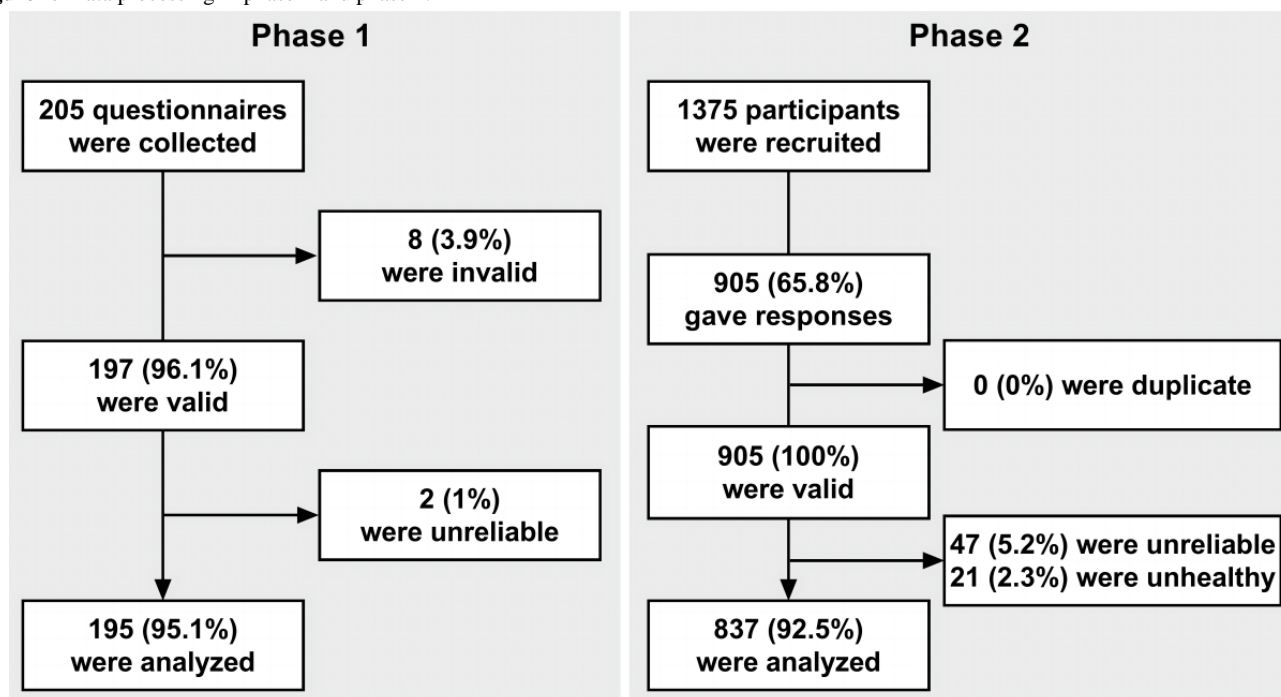 Phase 1
205 questionnaires
were collected
8 (3.9%)
were invalid
197 (96.1%)
were valid
2 (1%)
were unreliable
195 (95.1%)
were analyzed
Phase 2
1375 participants
were recruited
905 (65.8%)
gave responses
0 (0%) were duplicate
905 (100%)
were valid
47 (5.2%) were unreliable
21 (2.3%) were unhealthy
837 (92.5%)
were analyzed